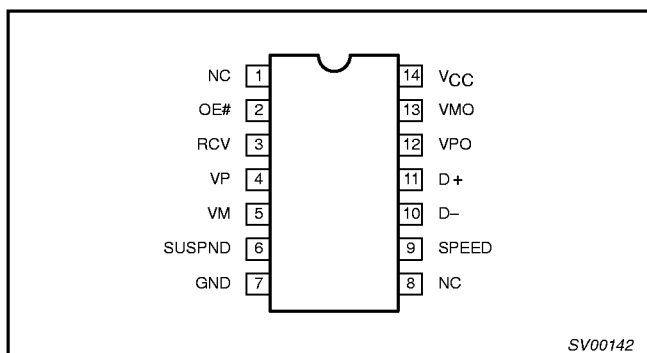 NC 1 14 VCC
OE# 2 13 VMO
RCV 3 12 VPO
VP 4 11 D+
VM 5 10 D–
SUSPND 6 9 SPEED
GND 7 8 NC
SV00142